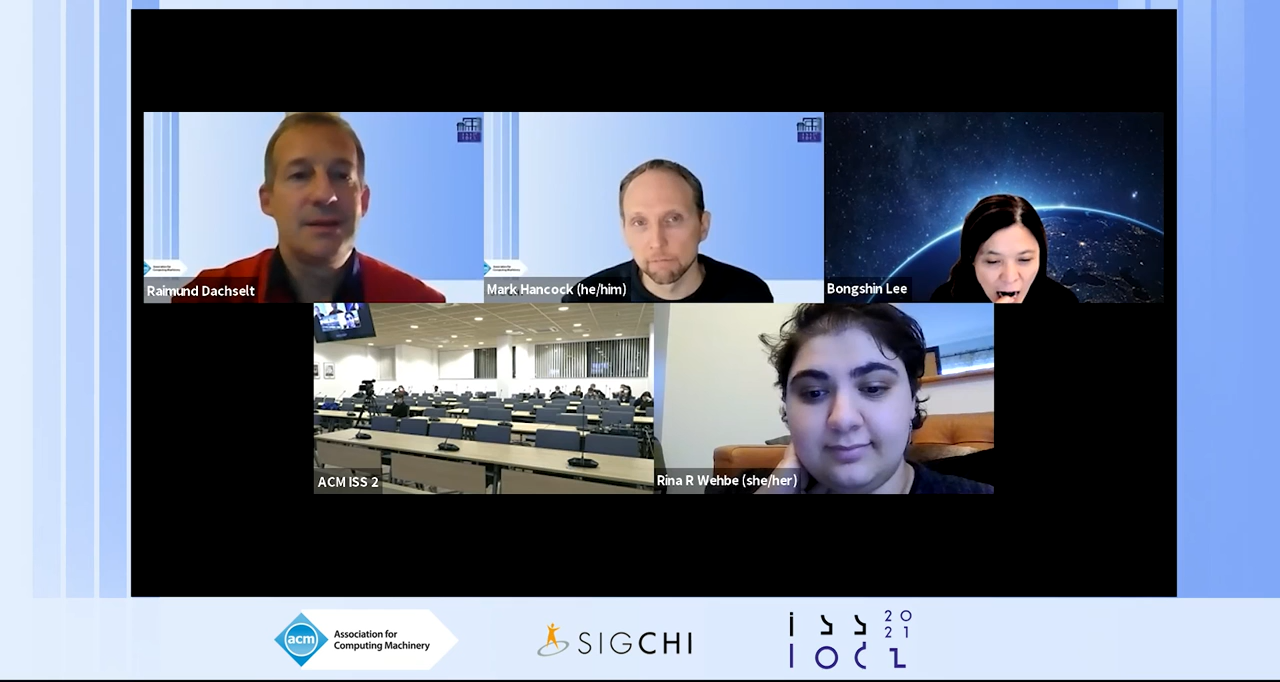 Raimund Dachselt
Mark Hancock (he/him)
Bongshin Lee
ACM ISS 2
Rina R Wehbe (she/her)
acm
Association for
Computing Machinery
SIGCHI
iss
20
21